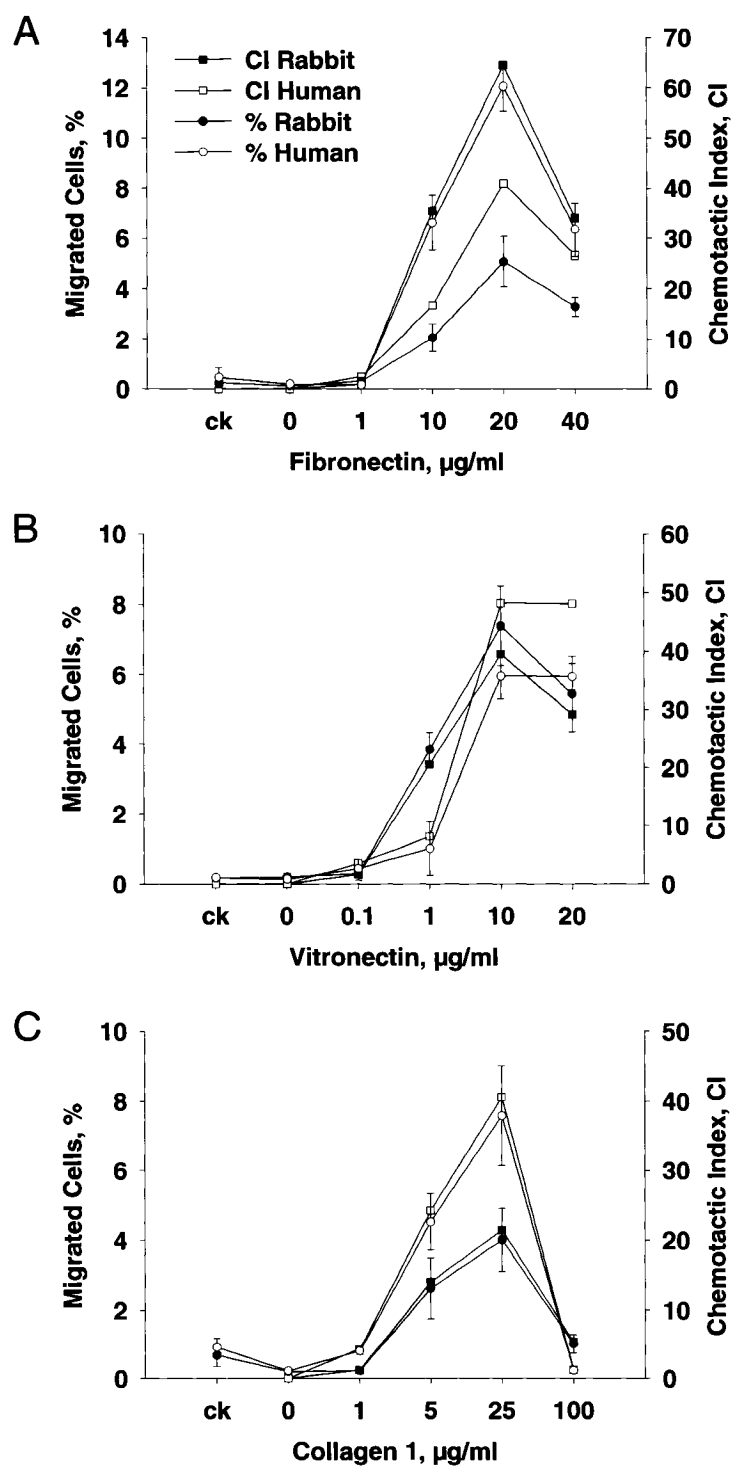 A
14
12
10
8
6
4
2
0
Migrated Cells, %
CI Rabbit
CI Human
% Rabbit
% Human
70
60
50
40
30
20
10
0
Chemotactic Index, CI
ck 0 1 10 20 40
Fibronectin, µg/ml
B
10
8
6
4
2
0
Migrated Cells, %
60
50
40
30
20
10
0
Chemotactic Index, CI
ck 0 0.1 1 10 20
Vitronectin, µg/ml
C
10
8
6
4
2
0
Migrated Cells, %
50
40
30
20
10
0
Chemotactic Index, CI
ck 0 1 5 25 100
Collagen 1, µg/ml